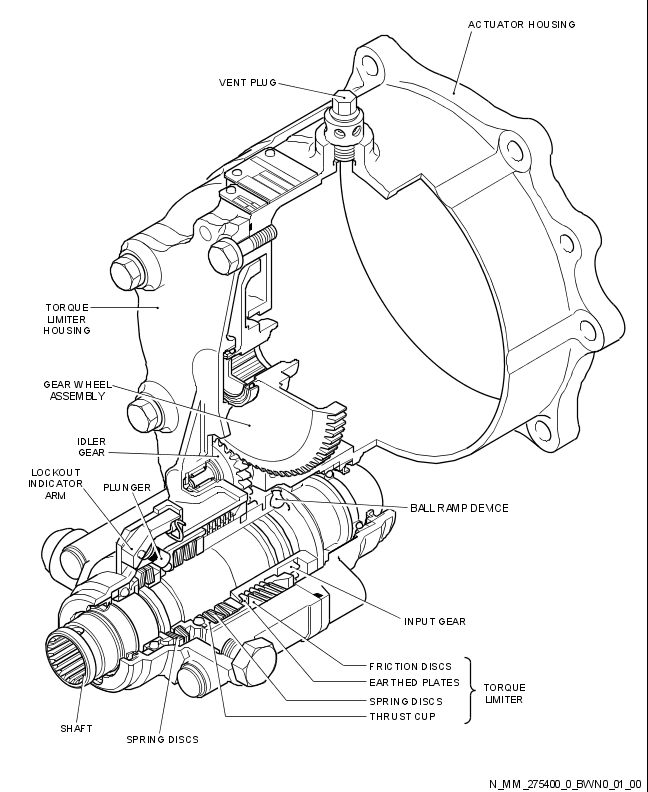 ACTUATOR HOUSING
VENT PLUG
TORQUE
LIMITER
HOUSING
GEAR WHEEL
ASSEMBLY
IDLER
GEAR
LOCKOUT
INDICATOR
ARM
PLUNGER
BALL RAMP DEVICE
INPUT GEAR
FRICTION DISCS
EARTHED PLATES
SPRING DISCS
THRUST CUP
TORQUE
LIMITER
SHAFT
SPRING DISCS
N_MM_275400_0_BWN0_01_00